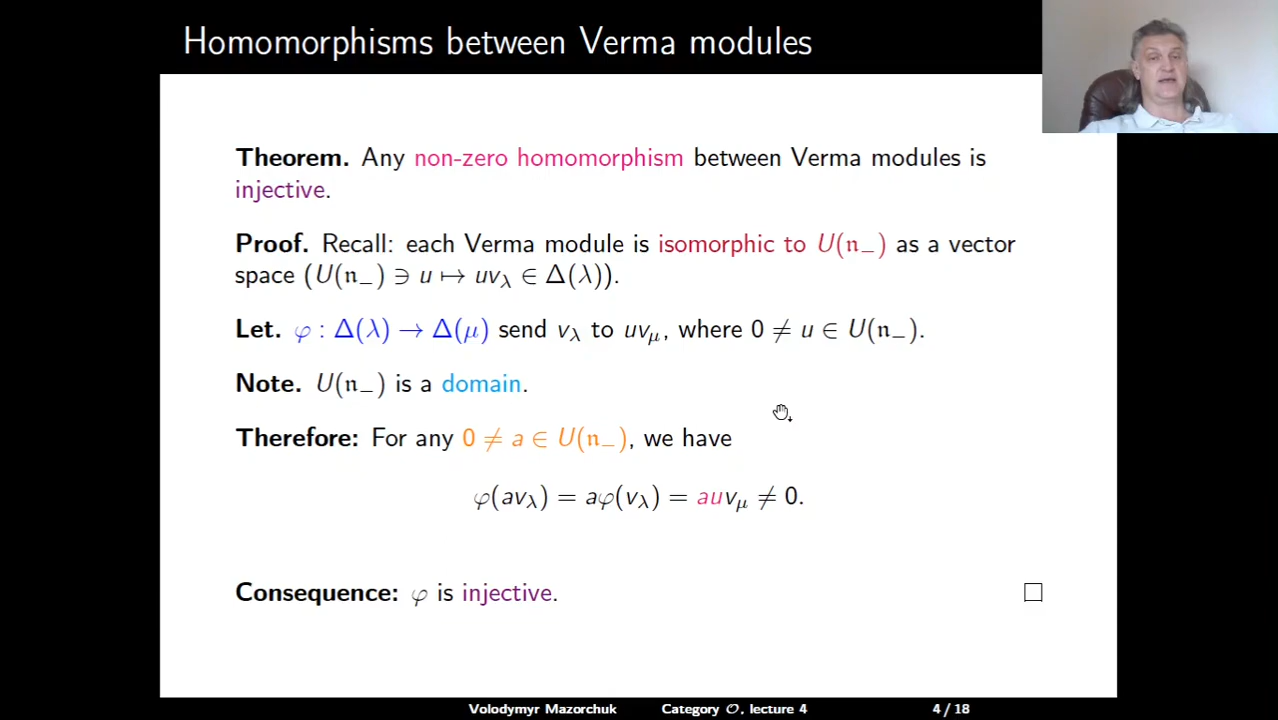 Homomorphisms between Verma modules
Theorem. Any non-zero homomorphism between Verma modules is
injective.
Proof. Recall: each Verma module is isomorphic to U(𝔫₋) as a vector
space (U(𝔫₋) ∋ u ↦ uv_λ ∈ Δ(λ)).
Let. φ : Δ(λ) → Δ(μ) send v_λ to uv_μ, where 0 ≠ u ∈ U(𝔫₋).
Note. U(𝔫₋) is a domain.
Therefore: For any 0 ≠ a ∈ U(𝔫₋), we have
φ(av_λ) = aφ(v_λ) = auv_μ ≠ 0.
Consequence: φ is injective. □
Volodymyr Mazorchuk Category 𝒪, lecture 4 4 / 18